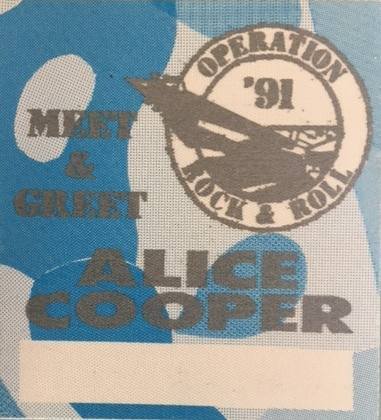 OPERATION
'91
ROCK & ROLL
MEET
&
GREET
ALICE
COOPER